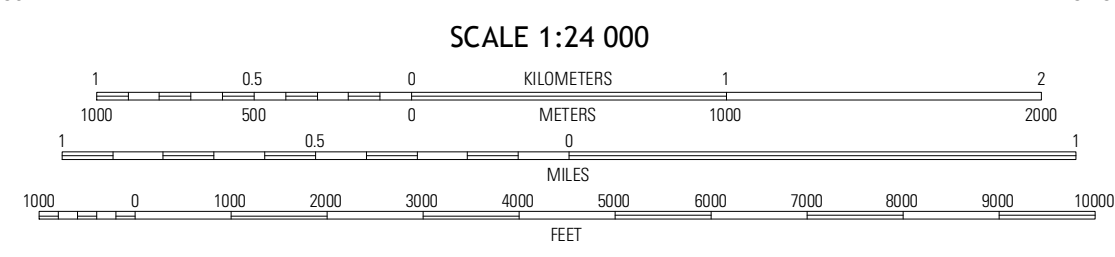 SCALE 1:24 000
1 0.5 0 KILOMETERS 1 2
1000 500 0 METERS 1000 2000
1 0.5 0 1
MILES
1000 0 1000 2000 3000 4000 5000 6000 7000 8000 9000 10000
FEET